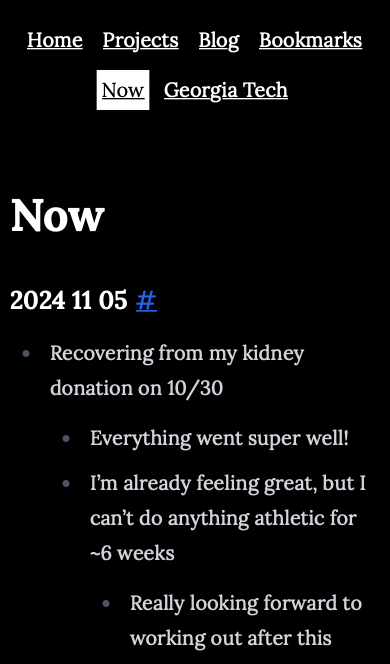 Home Projects Blog Bookmarks
Now Georgia Tech
Now
2024 11 05 #
Recovering from my kidney
donation on 10/30
Everything went super well!
I’m already feeling great, but I
can’t do anything athletic for
~6 weeks
Really looking forward to
working out after this